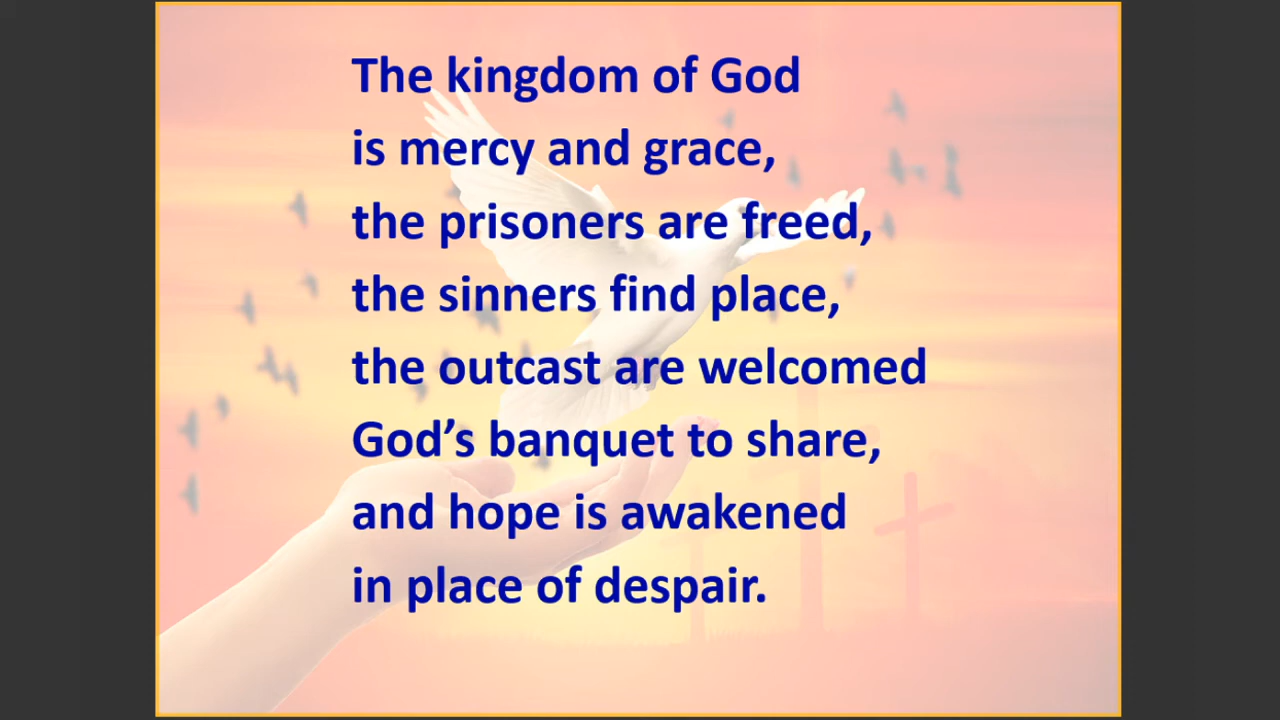 The kingdom of God
is mercy and grace,
the prisoners are freed,
the sinners find place,
the outcast are welcomed
God’s banquet to share,
and hope is awakened
in place of despair.